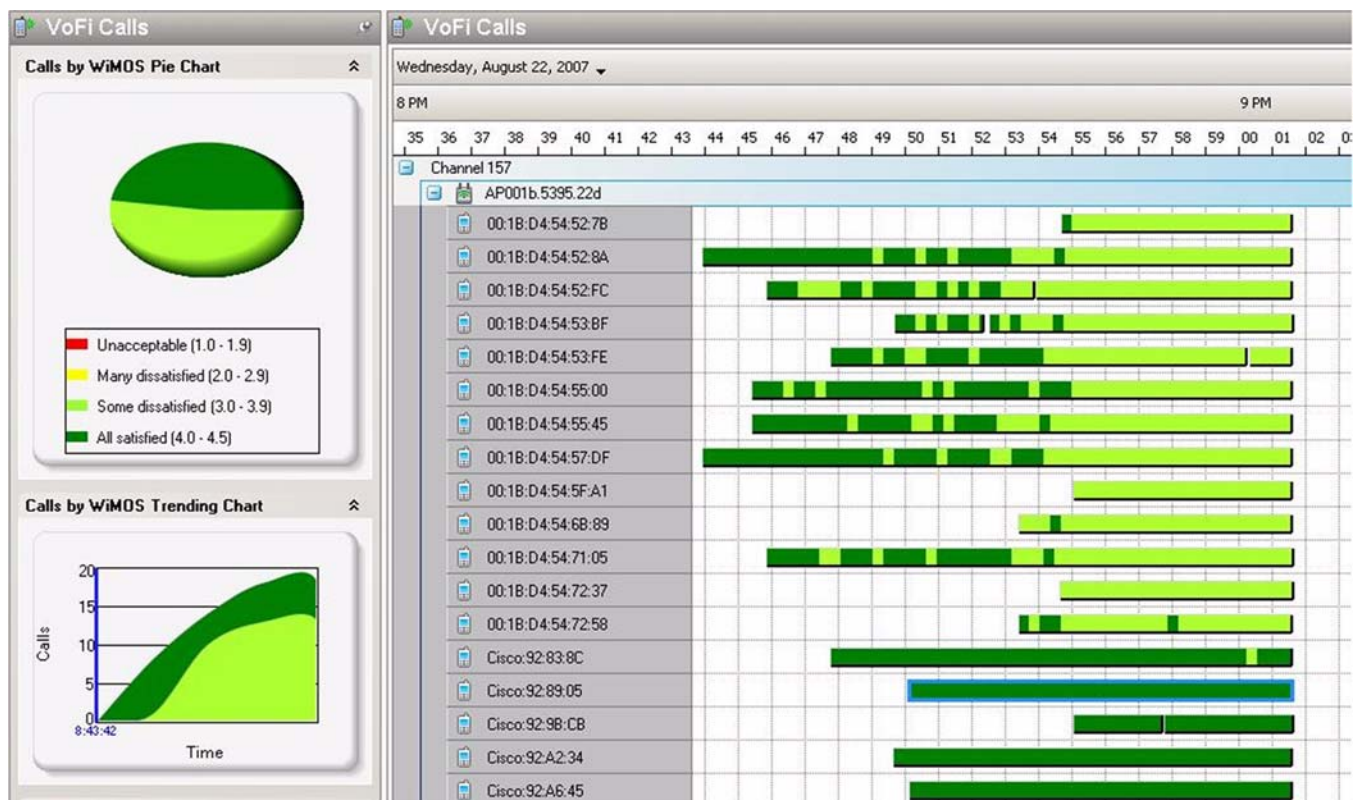 VoFi Calls
Calls by WiMOS Pie Chart
Unacceptable (1.0 - 1.9)
Many dissatisfied (2.0 - 2.9)
Some dissatisfied (3.0 - 3.9)
All satisfied (4.0 - 4.5)
Calls by WiMOS Trending Chart
20
15
10
5
0
Calls
8:43:42
Time
VoFi Calls
Wednesday, August 22, 2007
8 PM 9 PM
35 36 37 38 39 40 41 42 43 44 45 46 47 48 49 50 51 52 53 54 55 56 57 58 59 00 01 02
Channel 157
AP001b.5395.22d
00:1B:D4:54:52:7B
00:1B:D4:54:52:8A
00:1B:D4:54:52:FC
00:1B:D4:54:53:BF
00:1B:D4:54:53:FE
00:1B:D4:54:55:00
00:1B:D4:54:55:45
00:1B:D4:54:57:DF
00:1B:D4:54:5F:A1
00:1B:D4:54:6B:89
00:1B:D4:54:71:05
00:1B:D4:54:72:37
00:1B:D4:54:72:58
Cisco:92:83:8C
Cisco:92:89:05
Cisco:92:9B:CB
Cisco:92:A2:34
Cisco:92:A6:45